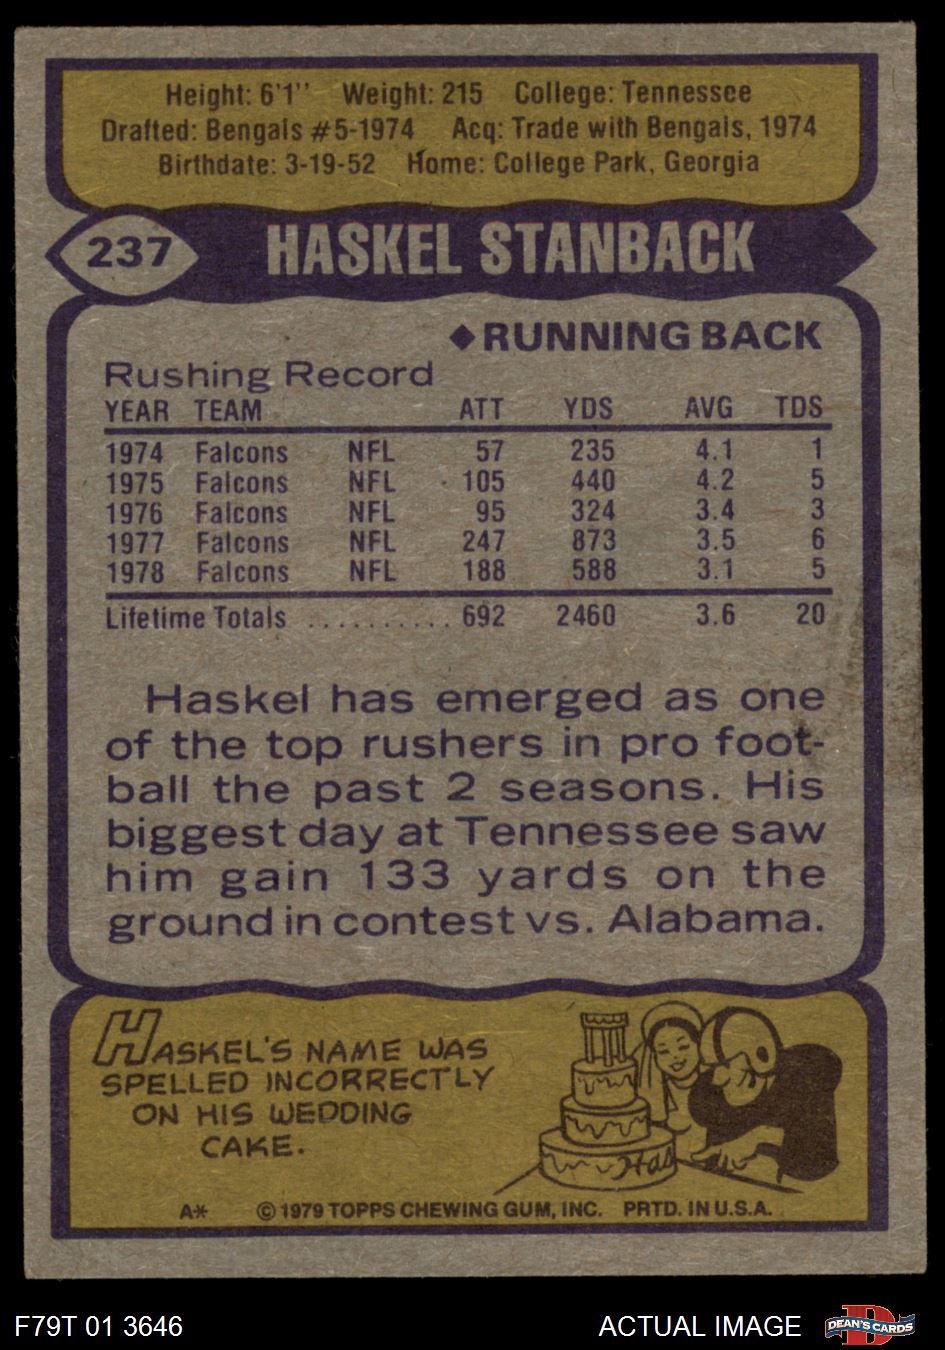 Height: 6'1'' Weight: 215 College: Tennessee
Drafted: Bengals #5-1974 Acq: Trade with Bengals, 1974
Birthdate: 3-19-52 Home: College Park, Georgia
237 HASKEL STANBACK
◆RUNNING BACK
Rushing Record
YEAR TEAM ATT YDS AVG TDS
1974 Falcons NFL 57 235 4.1 1
1975 Falcons NFL 105 440 4.2 5
1976 Falcons NFL 95 324 3.4 3
1977 Falcons NFL 247 873 3.5 6
1978 Falcons NFL 188 588 3.1 5
Lifetime Totals .......... 692 2460 3.6 20
Haskel has emerged as one
of the top rushers in pro foot-
ball the past 2 seasons. His
biggest day at Tennessee saw
him gain 133 yards on the
ground in contest vs. Alabama.
HASKEL'S NAME WAS
SPELLED INCORRECTLY
ON HIS WEDDING
CAKE.
Has
A* © 1979 TOPPS CHEWING GUM, INC. PRTD. IN U.S.A.
F79T 01 3646 ACTUAL IMAGE D DEAN'S CARDS